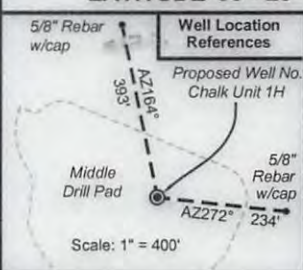 5/8" Rebar
w/cap
Well Location
References
Proposed Well No.
Chalk Unit 1H
AZ164°
393'
Middle
Drill Pad
5/8"
Rebar
w/cap
AZ272°
234'
Scale: 1" = 400'